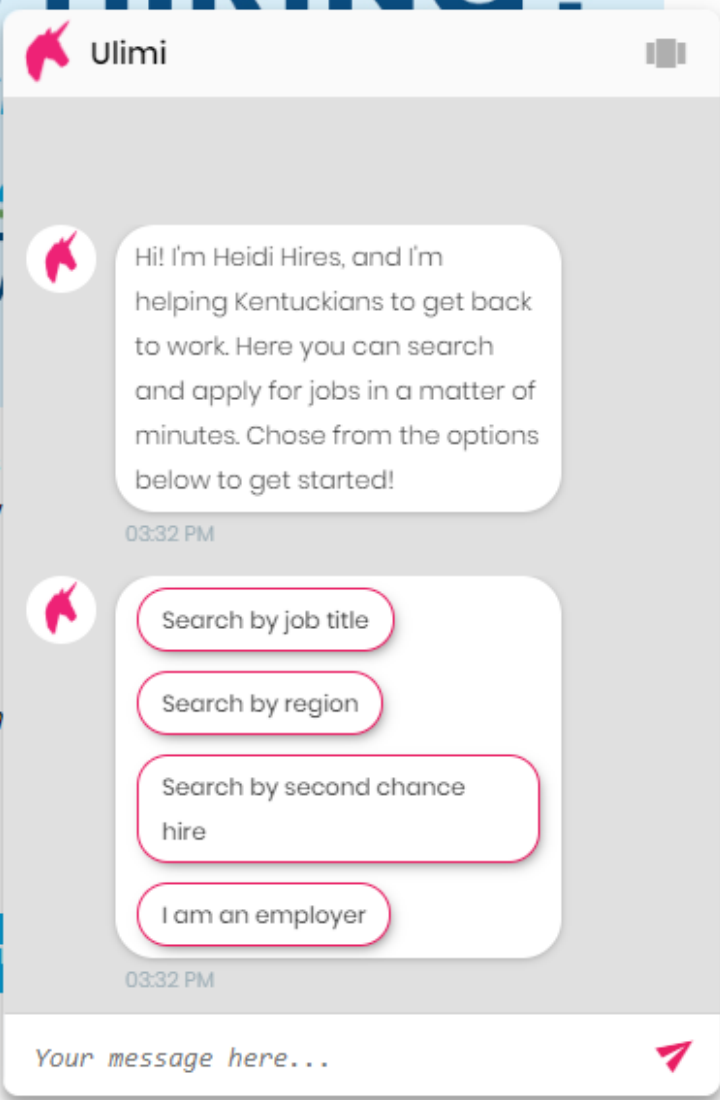 HIRING?
Ulimi
Hi! I'm Heidi Hires, and I'm
helping Kentuckians to get back
to work. Here you can search
and apply for jobs in a matter of
minutes. Chose from the options
below to get started!
03:32 PM
Search by job title
Search by region
Search by second chance
hire
I am an employer
03:32 PM
Your message here...